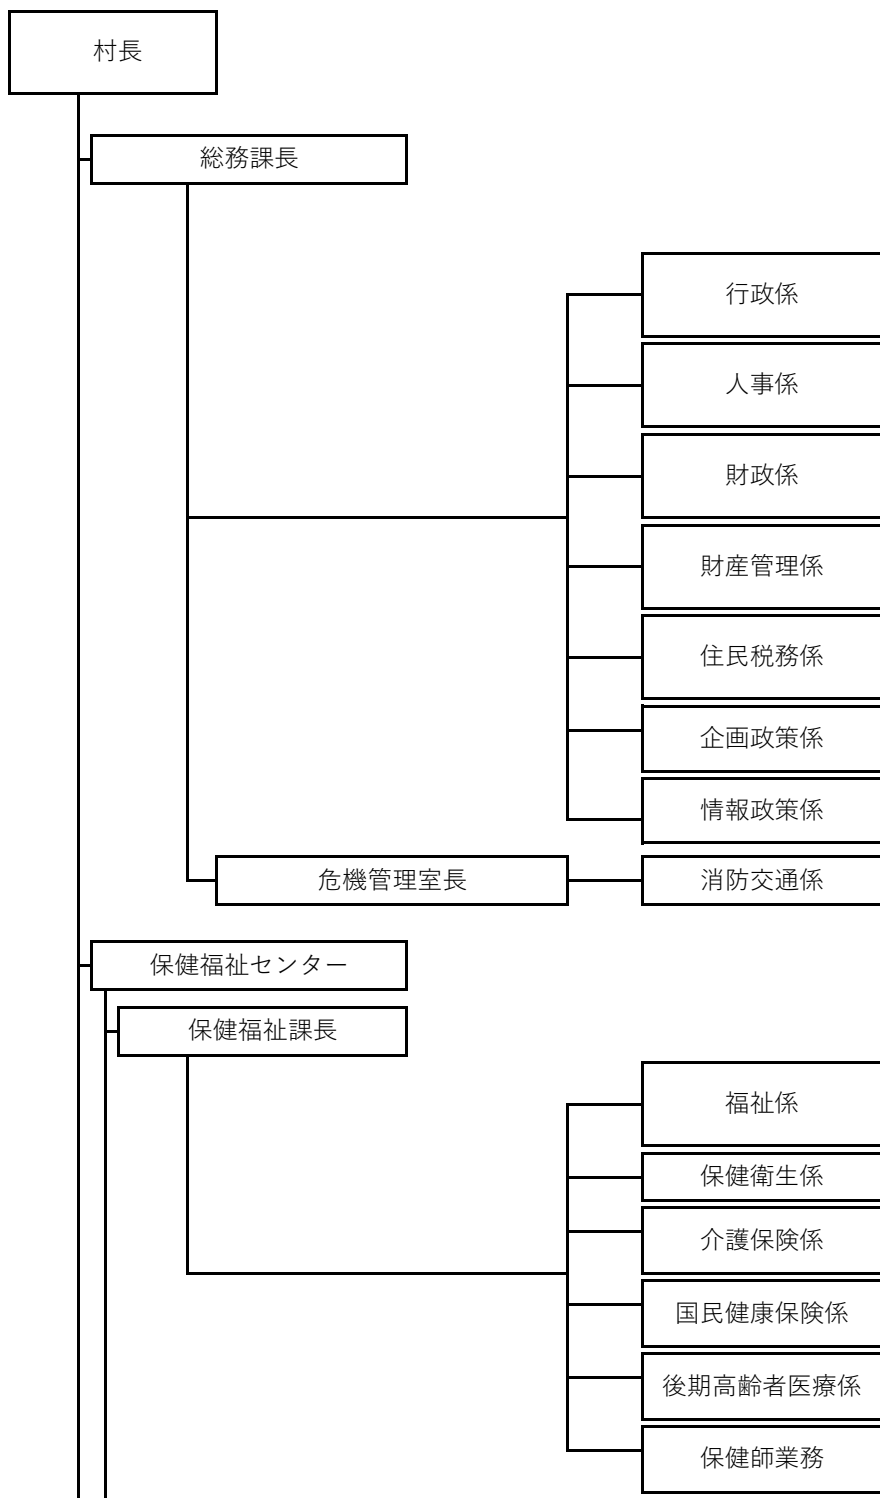 村長
総務課長
行政係
人事係
財政係
財産管理係
住民税務係
企画政策係
情報政策係
危機管理室長
消防交通係
保健福祉センター
保健福祉課長
福祉係
保健衛生係
介護保険係
国民健康保険係
後期高齢者医療係
保健師業務